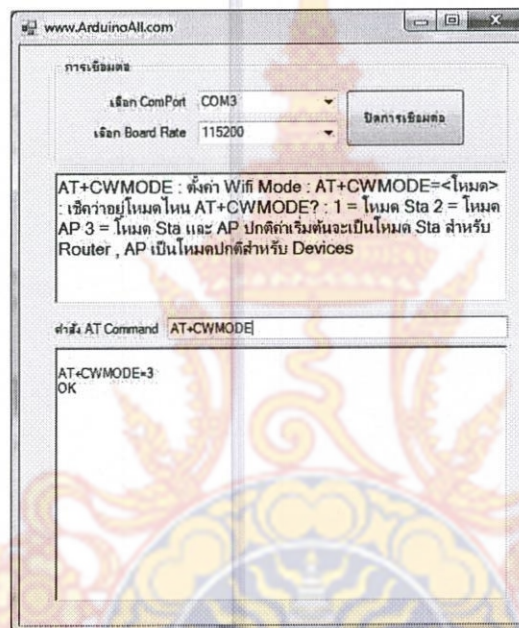 www.ArduinoAll.com
การเชื่อมต่อ
เลือก ComPort COM3
เลือก Board Rate 115200
ปิดการเชื่อมต่อ
AT+CWMODE : ตั้งค่า Wifi Mode : AT+CWMODE=<โหมด>
: เช็คว่าอยู่โหมดไหน AT+CWMODE? : 1 = โหมด Sta 2 = โหมด
AP 3 = โหมด Sta และ AP ปกติค่าเริ่มต้นจะเป็นโหมด Sta สำหรับ
Router , AP เป็นโหมดปกติสำหรับ Devices
คำสั่ง AT Command AT+CWMODE
AT+CWMODE=3
OK